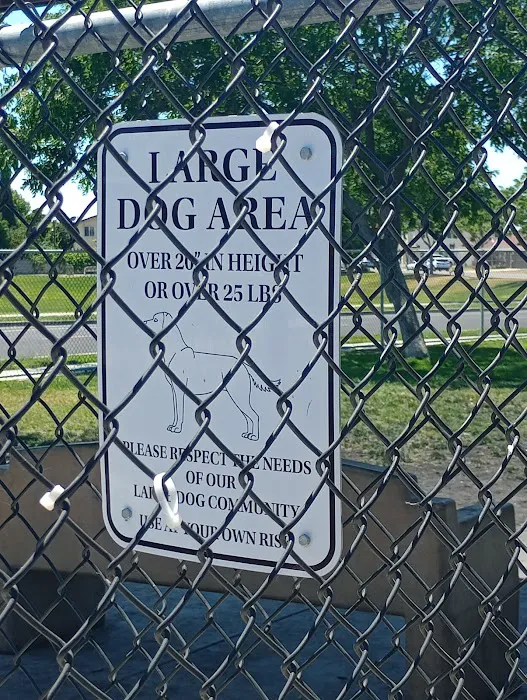 LARGE
DOG AREA
OVER 20" IN HEIGHT
OR OVER 25 LBS
PLEASE RESPECT THE NEEDS
OF OUR
LARGE DOG COMMUNITY
USE AT YOUR OWN RISK